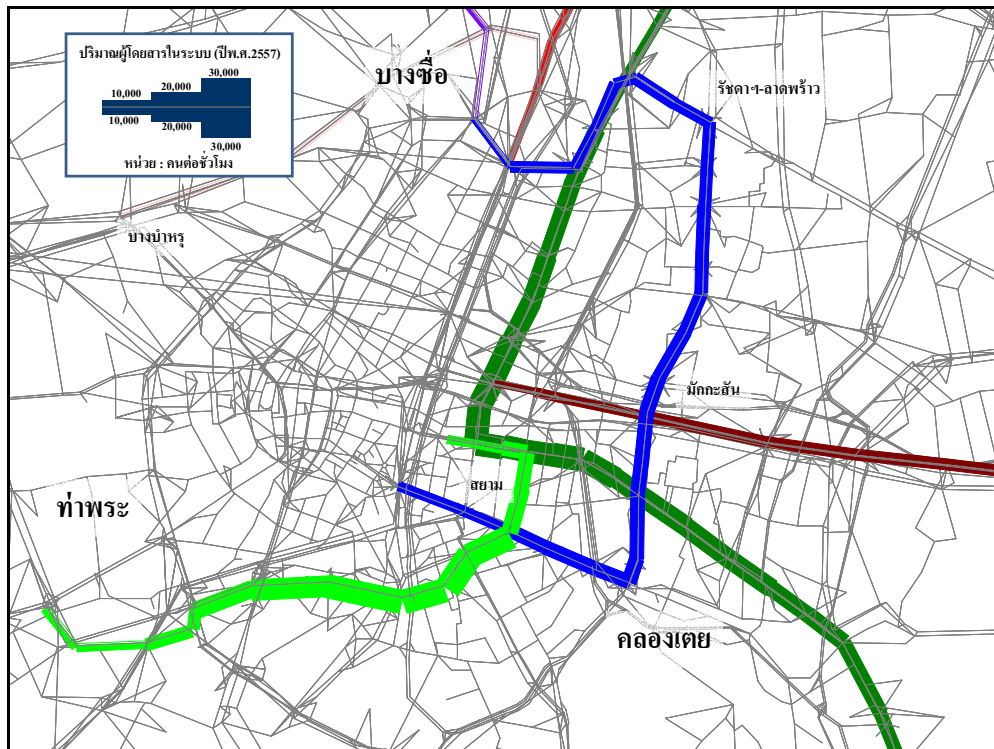 ปริมาณผู้โดยสารในระบบ (ปีพ.ศ.2557)
30,000
20,000
10,000
10,000
20,000
30,000
หน่วย : คนต่อชั่วโมง
บางซื่อ
รัชดาฯ-ลาดพร้าว
บางบำหรุ
มักกะสัน
สยาม
ท่าพระ
คลองเตย